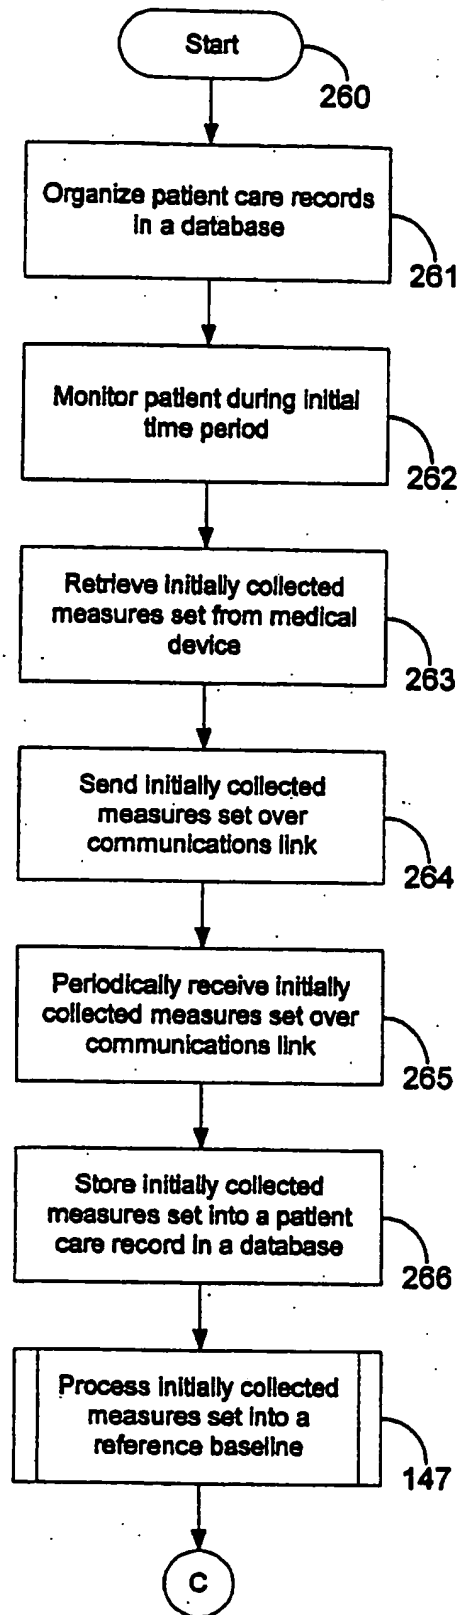 Start
260
Organize patient care records
in a database
261
Monitor patient during initial
time period
262
Retrieve initially collected
measures set from medical
device
263
Send initially collected
measures set over
communications link
264
Periodically receive initially
collected measures set over
communications link
265
Store initially collected
measures set into a patient
care record in a database
266
Process initially collected
measures set into a
reference baseline
147
C